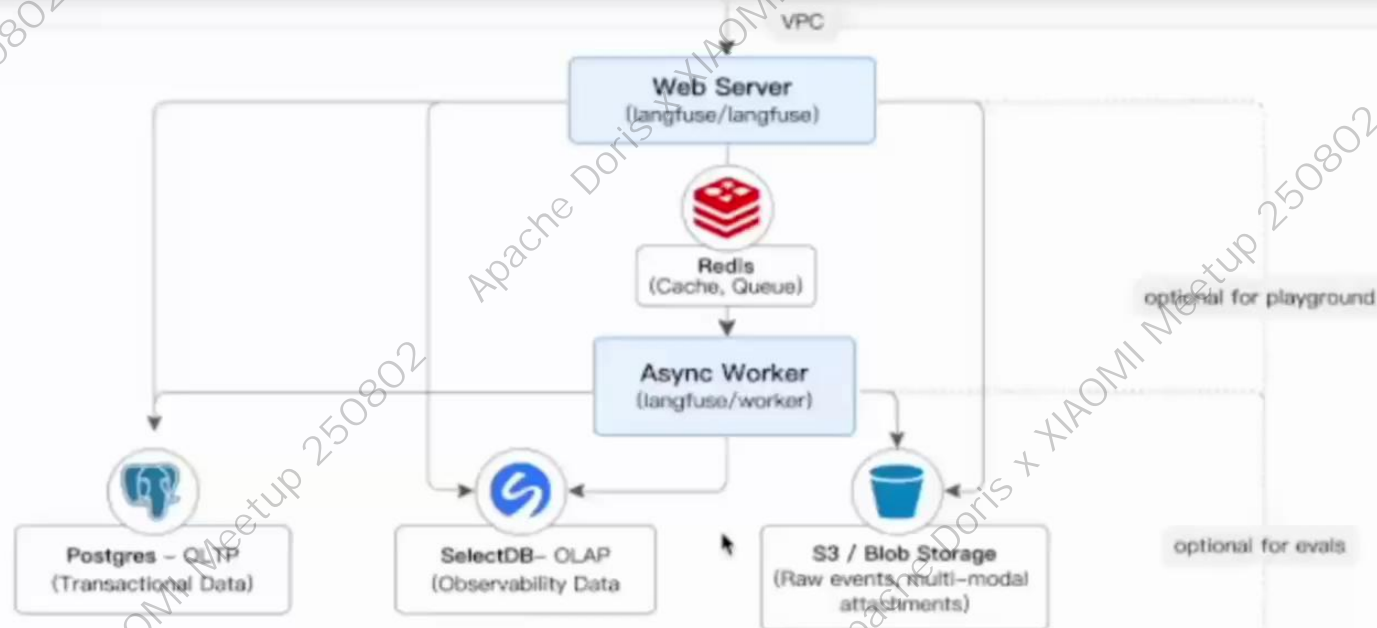 VPC
Web Server
(langfuse/langfuse)
Redis
(Cache, Queue)
optional for playground
Async Worker
(langfuse/worker)
Postgres - OLTP
(Transactional Data)
SelectDB- OLAP
(Observability Data
S3 / Blob Storage
(Raw events, multi-modal
attachments)
optional for evals
Apache Doris x XIAOMI
Meetup 250802
Doris x XIAOMI Meetup 250802